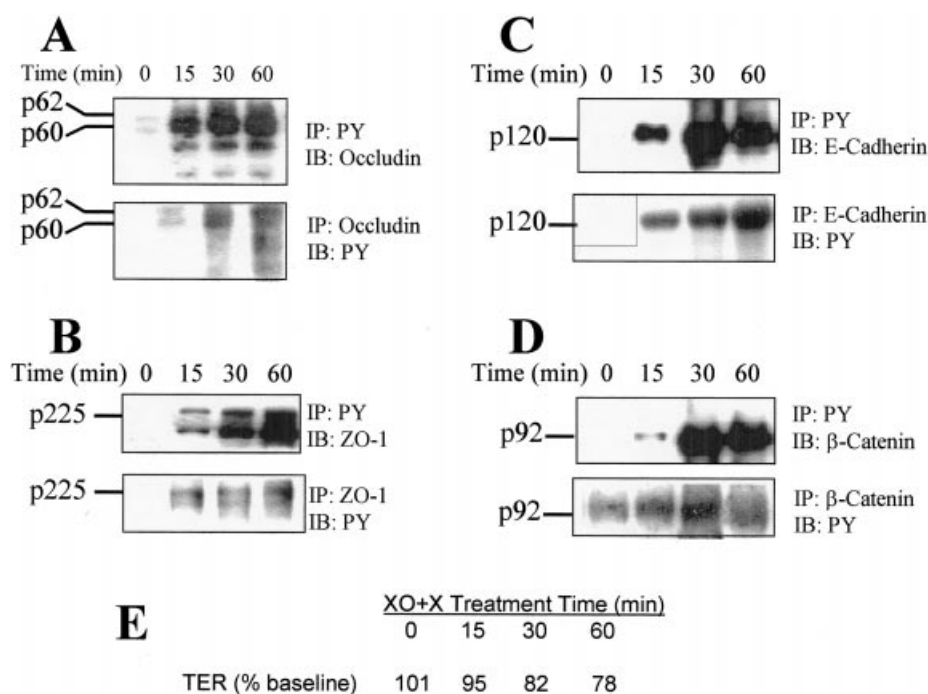 A
Time (min) 0 15 30 60
p62
p60
IP: PY
IB: Occludin
p62
p60
IP: Occludin
IB: PY
B
Time (min) 0 15 30 60
p225
IP: PY
IB: ZO-1
p225
IP: ZO-1
IB: PY
C
Time (min) 0 15 30 60
p120
IP: PY
IB: E-Cadherin
p120
IP: E-Cadherin
IB: PY
D
Time (min) 0 15 30 60
p92
IP: PY
IB: β-Catenin
p92
IP: β-Catenin
IB: PY
E
XO+X Treatment Time (min)
0 15 30 60
TER (% baseline) 101 95 82 78